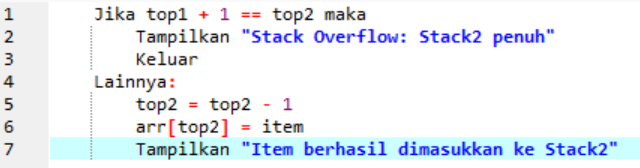 1 Jika top1 + 1 == top2 maka
2 Tampilkan "Stack Overflow: Stack2 penuh"
3 Keluar
4 Lainnya:
5 top2 = top2 - 1
6 arr[top2] = item
7 Tampilkan "Item berhasil dimasukkan ke Stack2"